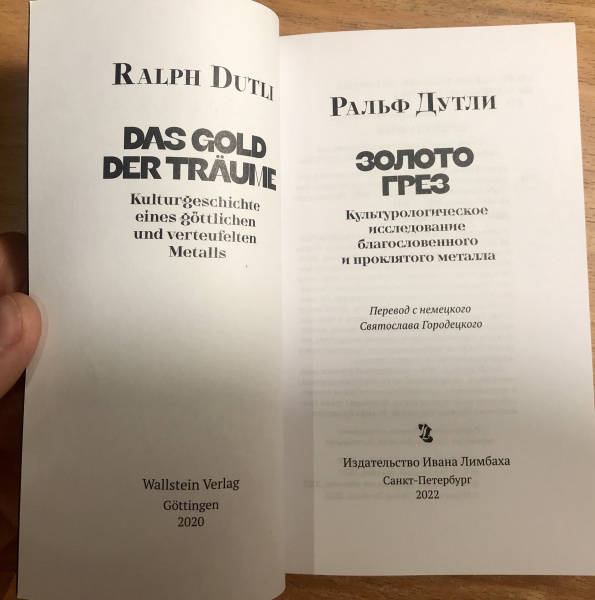 RALPH DUTLI
DAS GOLD
DER TRÄUME
Kulturgeschichte
eines göttlichen
und verteufelten
Metalls
Wallstein Verlag
Göttingen
2020
РАЛЬФ ДУТЛИ
ЗОЛОТО
ГРЕЗ
Культурологическое
исследование
благословенного
и проклятого металла
Перевод с немецкого
Святослава Городецкого
Издательство Ивана Лимбаха
Санкт-Петербург
2022